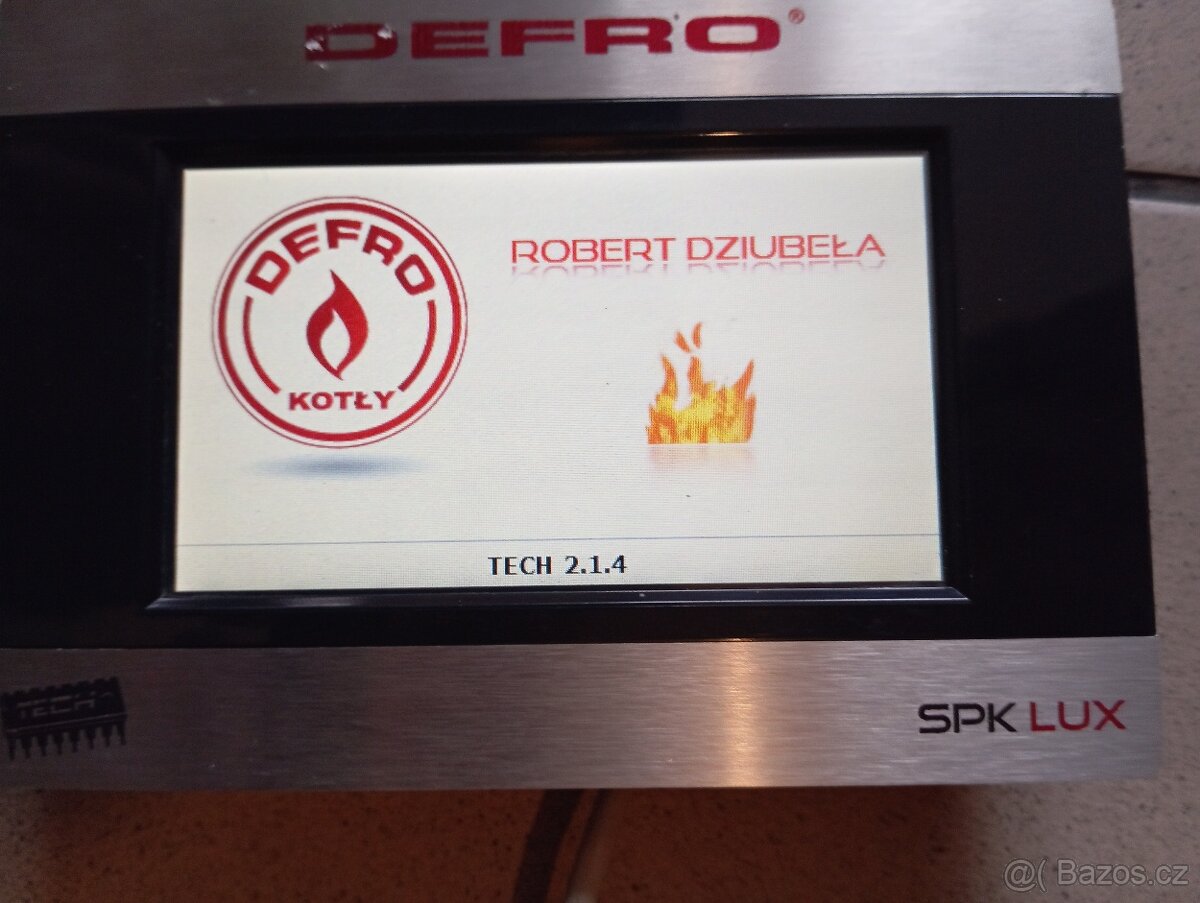 DEFRO®
DEFRO
KOTŁY
ROBERT DZIUBEŁA
TECH 2.1.4
TECH
SPK LUX
@( Bazos.cz